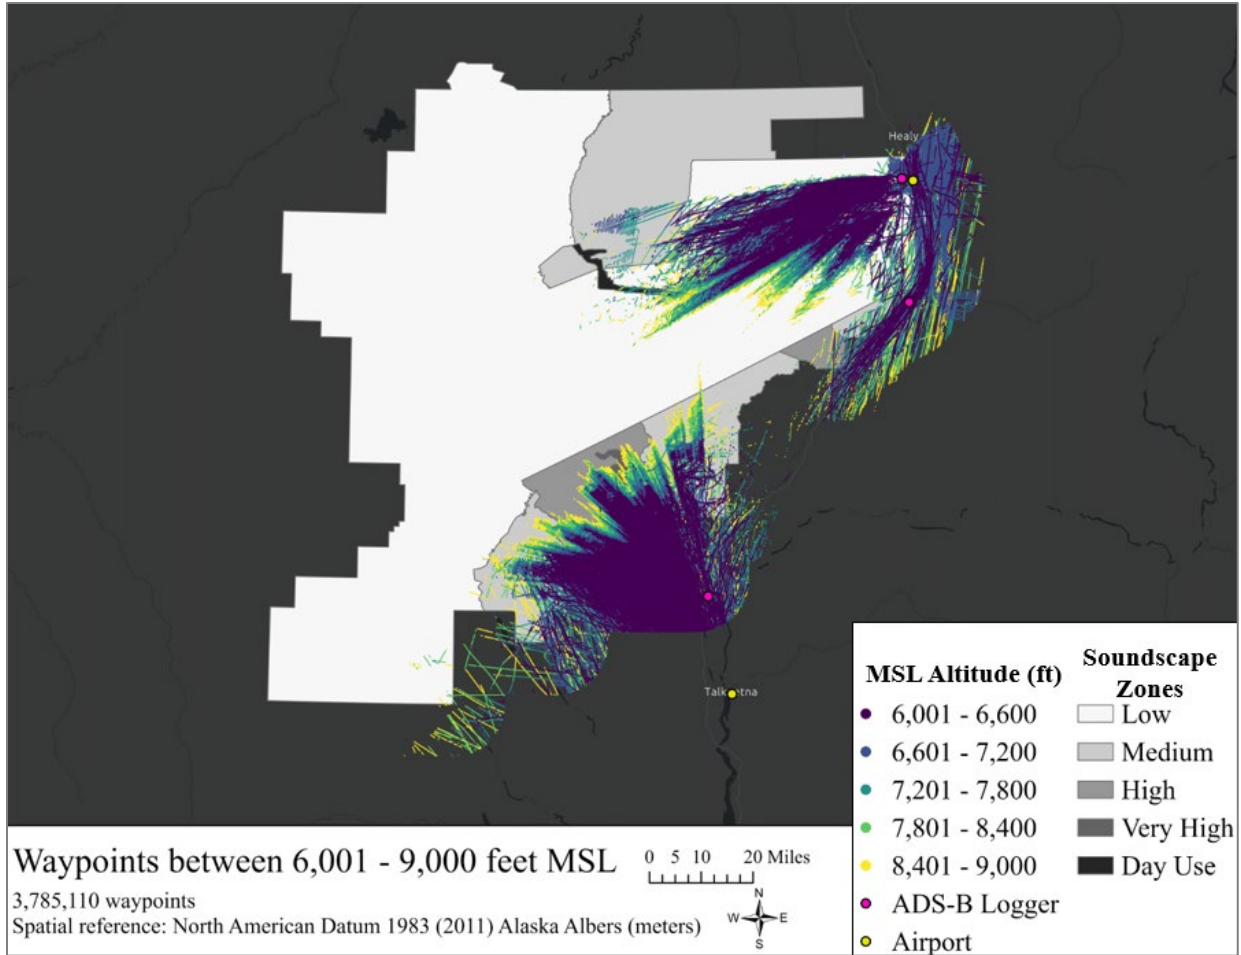 Healy
Talkeetna
MSL Altitude (ft)
6,001 - 6,600
6,601 - 7,200
7,201 - 7,800
7,801 - 8,400
8,401 - 9,000
ADS-B Logger
Airport
Soundscape
Zones
Low
Medium
High
Very High
Day Use
Waypoints between 6,001 - 9,000 feet MSL
0 5 10 20 Miles
3,785,110 waypoints
Spatial reference: North American Datum 1983 (2011) Alaska Albers (meters)
N
W E
S